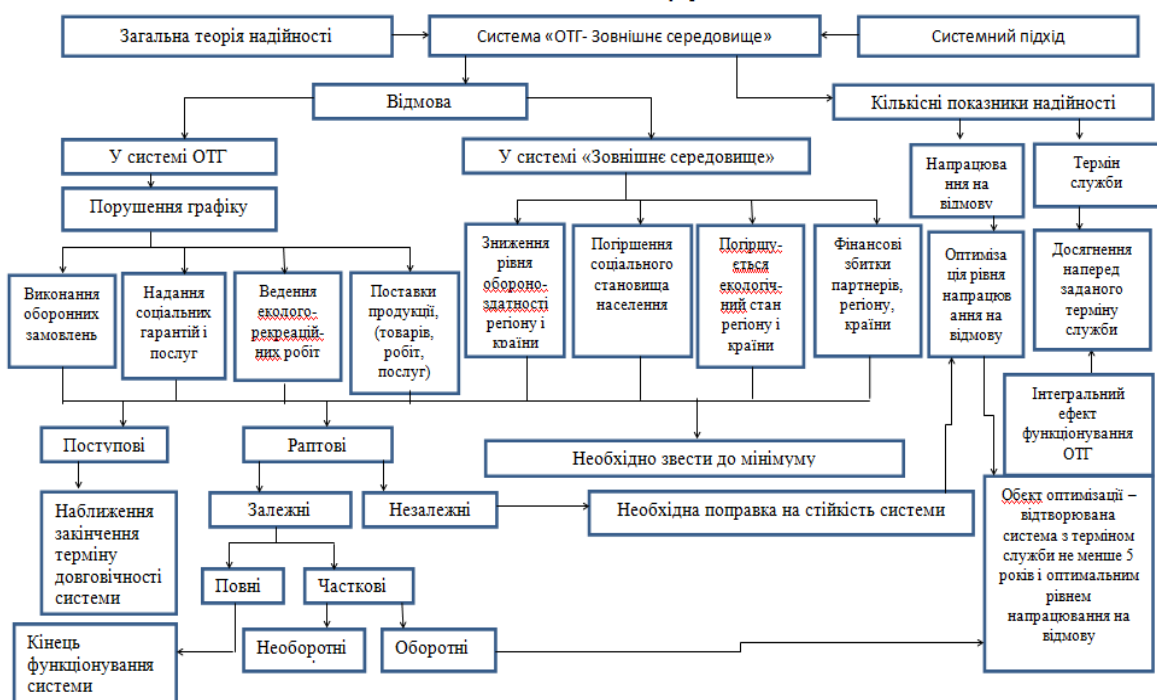 Загальна теорія надійності
Система «ОТГ- Зовнішнє середовище»
Системний підхід
Відмова
Кількісні показники надійності
У системі ОТГ
У системі «Зовнішнє середовище»
Напрацюва
ння на
відмову
Термін
служби
Порушення графіку
Виконання
оборонних
замовлень
Надання
соціальних
гарантій і
послуг
Ведення
еколого-
рекреацій-
них робіт
Поставки
продукції,
(товарів,
робіт,
послуг)
Зниження
рівня
обороно-
здатності
регіону і
країни
Погіршення
соціального
становища
населення
Погіршу-
ється
екологіч-
ний стан
регіону і
країни
Фінансові
збитки
партнерів,
регіону,
країни
Оптиміза
ція рівня
напрацюв
ання на
відмову
Досягнення
наперед
заданого
терміну
служби
Інтегральний
ефект
функціонування
ОТГ
Поступові
Раптові
Необхідно звести до мінімуму
Наближення
закінчення
терміну
довговічності
системи
Залежні
Незалежні
Необхідна поправка на стійкість системи
Обєкт оптимізації –
відтворювана
система з терміном
служби не менше 5
років і оптимальним
рівнем
напрацювання на
відмову
Повні
Часткові
Кінець
функціонування
системи
Необоротні
Оборотні